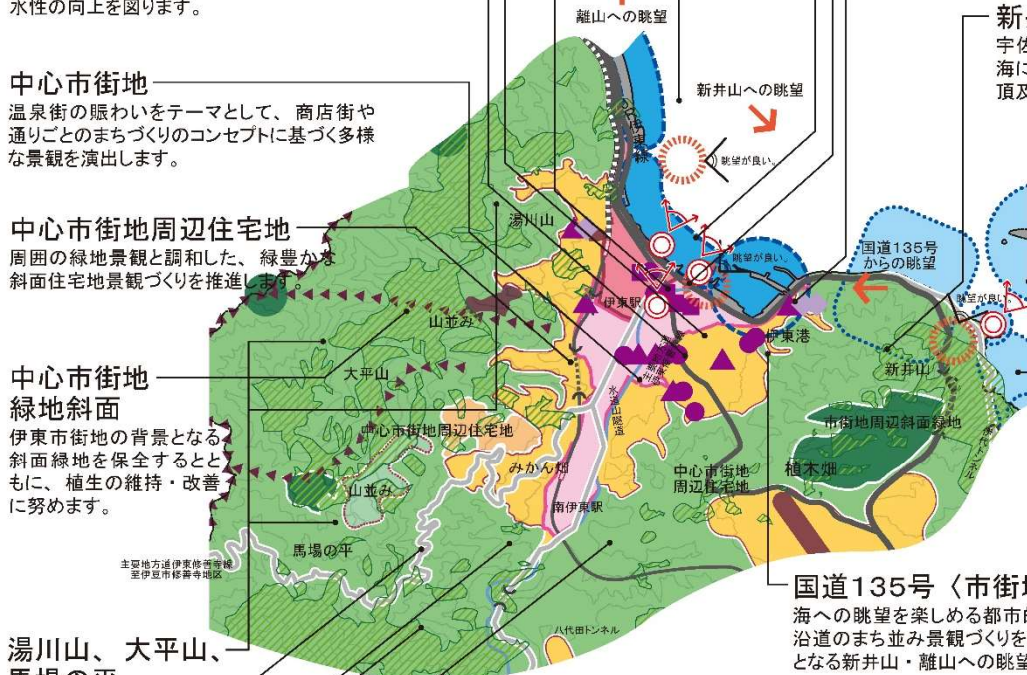 水性の向上を図ります。
中心市街地
温泉街の賑わいをテーマとして、商店街や
通りごとのまちづくりのコンセプトに基づく多様
な景観を演出します。
中心市街地周辺住宅地
周囲の緑地景観と調和した、緑豊かな
斜面住宅地景観づくりを推進します。
中心市街地
緑地斜面
伊東市街地の背景となる
斜面緑地を保全するとと
もに、植生の維持・改善
に努めます。
主要地方道伊東修善寺線
至伊豆市修善寺地区
湯川山、大平山、
馬場の平
離山への眺望
新井山への眺望
眺望が良い。
湯川山
眺望が良い。
国道135号
からの眺望
眺望が良い。
伊東駅
伊東港
山並み
大平山
新井山
中心市街地周辺住宅地
市街地周辺斜面緑地
みかん畑
中心市街地
周辺住宅地
植木畑
山並み
南伊東駅
馬場の平
八代田トンネル
新
宇佐
海に
頂及
国道135号〈市街地
海への眺望を楽しめる都市的
沿道のまち並み景観づくりを
となる新井山・離山への眺望